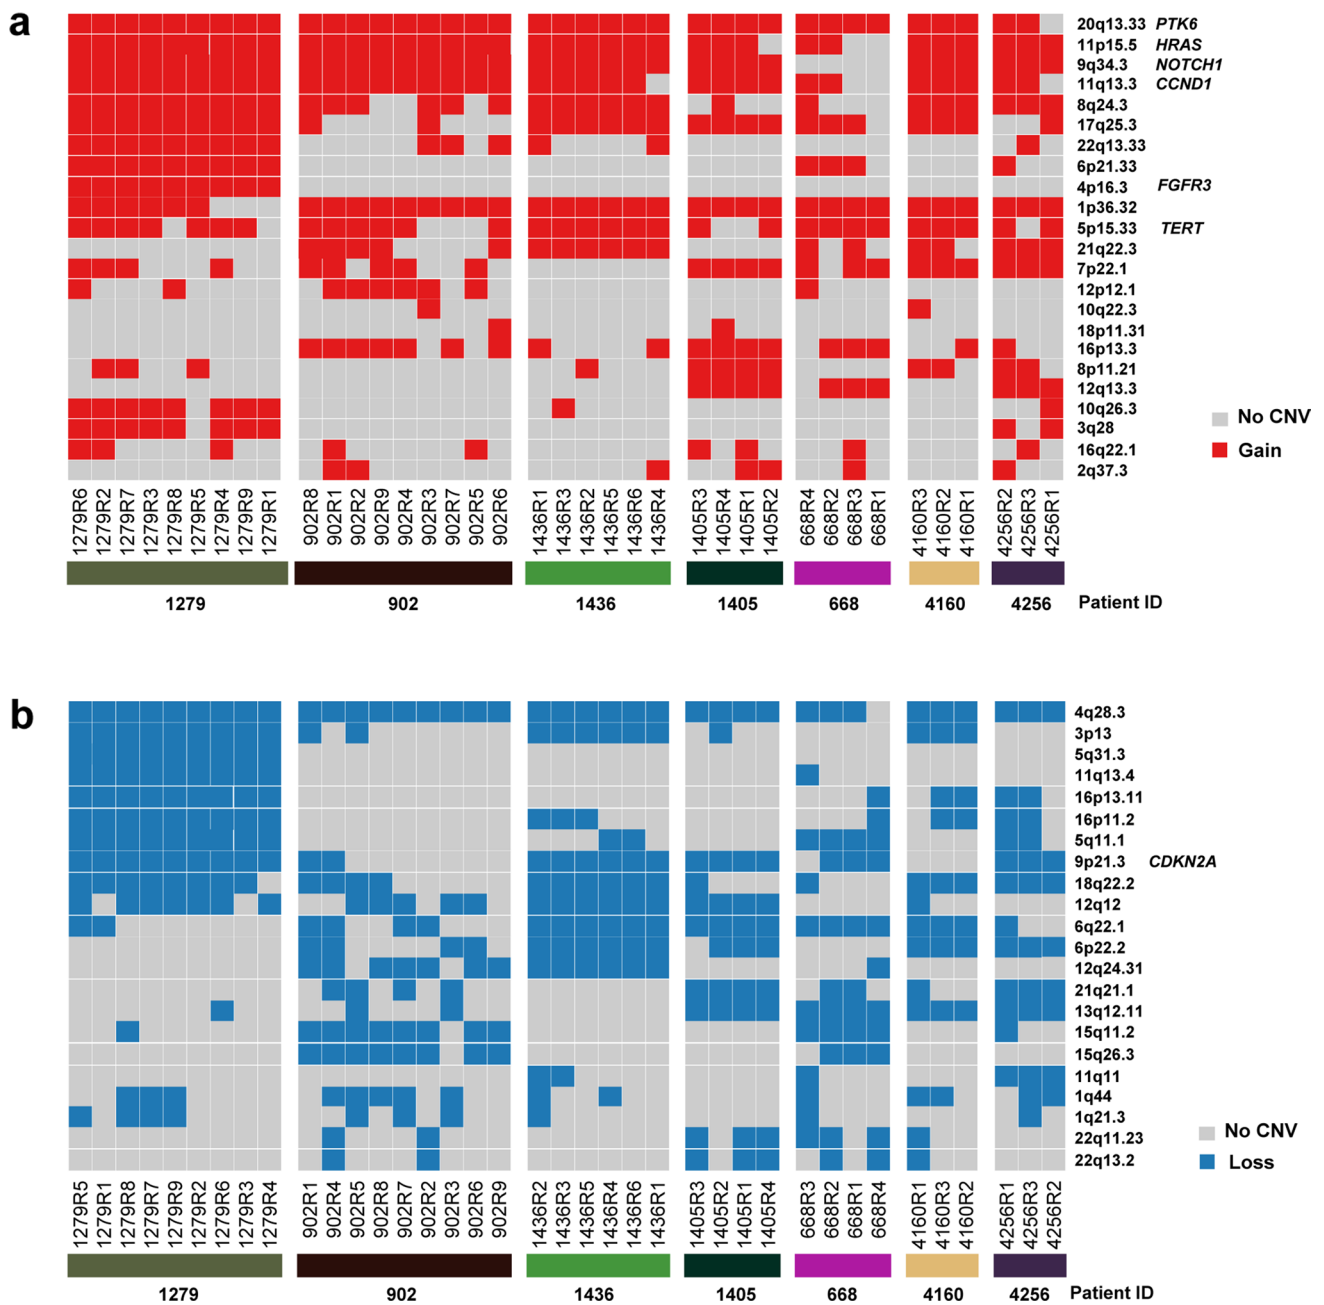 a
20q13.33 PTK6
11p15.5 HRAS
9q34.3 NOTCH1
11q13.3 CCND1
8q24.3
17q25.3
22q13.33
6p21.33
4p16.3 FGFR3
1p36.32
5p15.33 TERT
21q22.3
7p22.1
12p12.1
10q22.3
18p11.31
16p13.3
8p11.21
12q13.3
10q26.3
3q28
16q22.1
2q37.3
No CNV
Gain
1279R6 1279R2 1279R7 1279R3 1279R8 1279R5 1279R4 1279R9 1279R1 902R8 902R1 902R2 902R9 902R4 902R3 902R7 902R5 902R6 1436R1 1436R3 1436R2 1436R5 1436R6 1436R4 1405R3 1405R4 1405R1 1405R2 668R4 668R2 668R3 668R1 4160R3 4160R2 4160R1 4256R2 4256R3 4256R1
1279 902 1436 1405 668 4160 4256 Patient ID
b
4q28.3
3p13
5q31.3
11q13.4
16p13.11
16p11.2
5q11.1
9p21.3 CDKN2A
18q22.2
12q12
6q22.1
6p22.2
12q24.31
21q21.1
13q12.11
15q11.2
15q26.3
11q11
1q44
1q21.3
22q11.23
22q13.2
No CNV
Loss
1279R5 1279R1 1279R8 1279R7 1279R9 1279R2 1279R6 1279R3 1279R4 902R1 902R4 902R5 902R8 902R7 902R2 902R3 902R6 902R9 1436R2 1436R3 1436R5 1436R4 1436R6 1436R1 1405R3 1405R2 1405R1 1405R4 668R3 668R2 668R1 668R4 4160R1 4160R3 4160R2 4256R1 4256R3 4256R2
1279 902 1436 1405 668 4160 4256 Patient ID